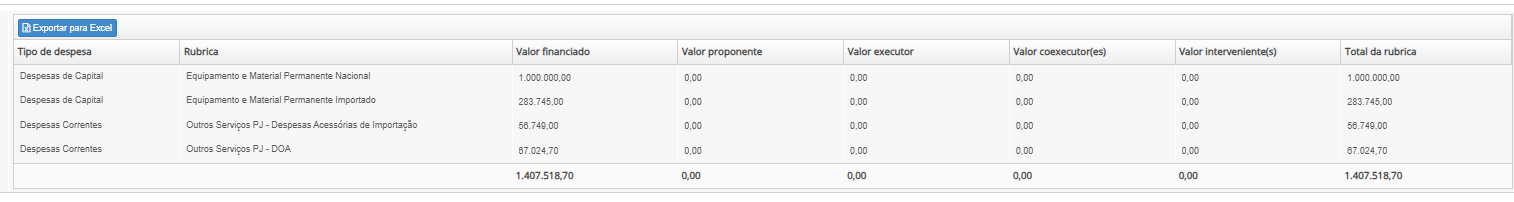 Exportar para Excel
Tipo de despesa Rubrica Valor financiado Valor proponente Valor executor Valor coexecutor(es) Valor interveniente(s) Total da rubrica
Despesas de Capital Equipamento e Material Permanente Nacional 1.000.000,00 0,00 0,00 0,00 0,00 1.000.000,00
Despesas de Capital Equipamento e Material Permanente Importado 283.745,00 0,00 0,00 0,00 0,00 283.745,00
Despesas Correntes Outros Serviços PJ - Despesas Acessórias de Importação 56.749,00 0,00 0,00 0,00 0,00 56.749,00
Despesas Correntes Outros Serviços PJ - DOA 67.024,70 0,00 0,00 0,00 0,00 67.024,70
1.407.518,70 0,00 0,00 0,00 0,00 1.407.518,70